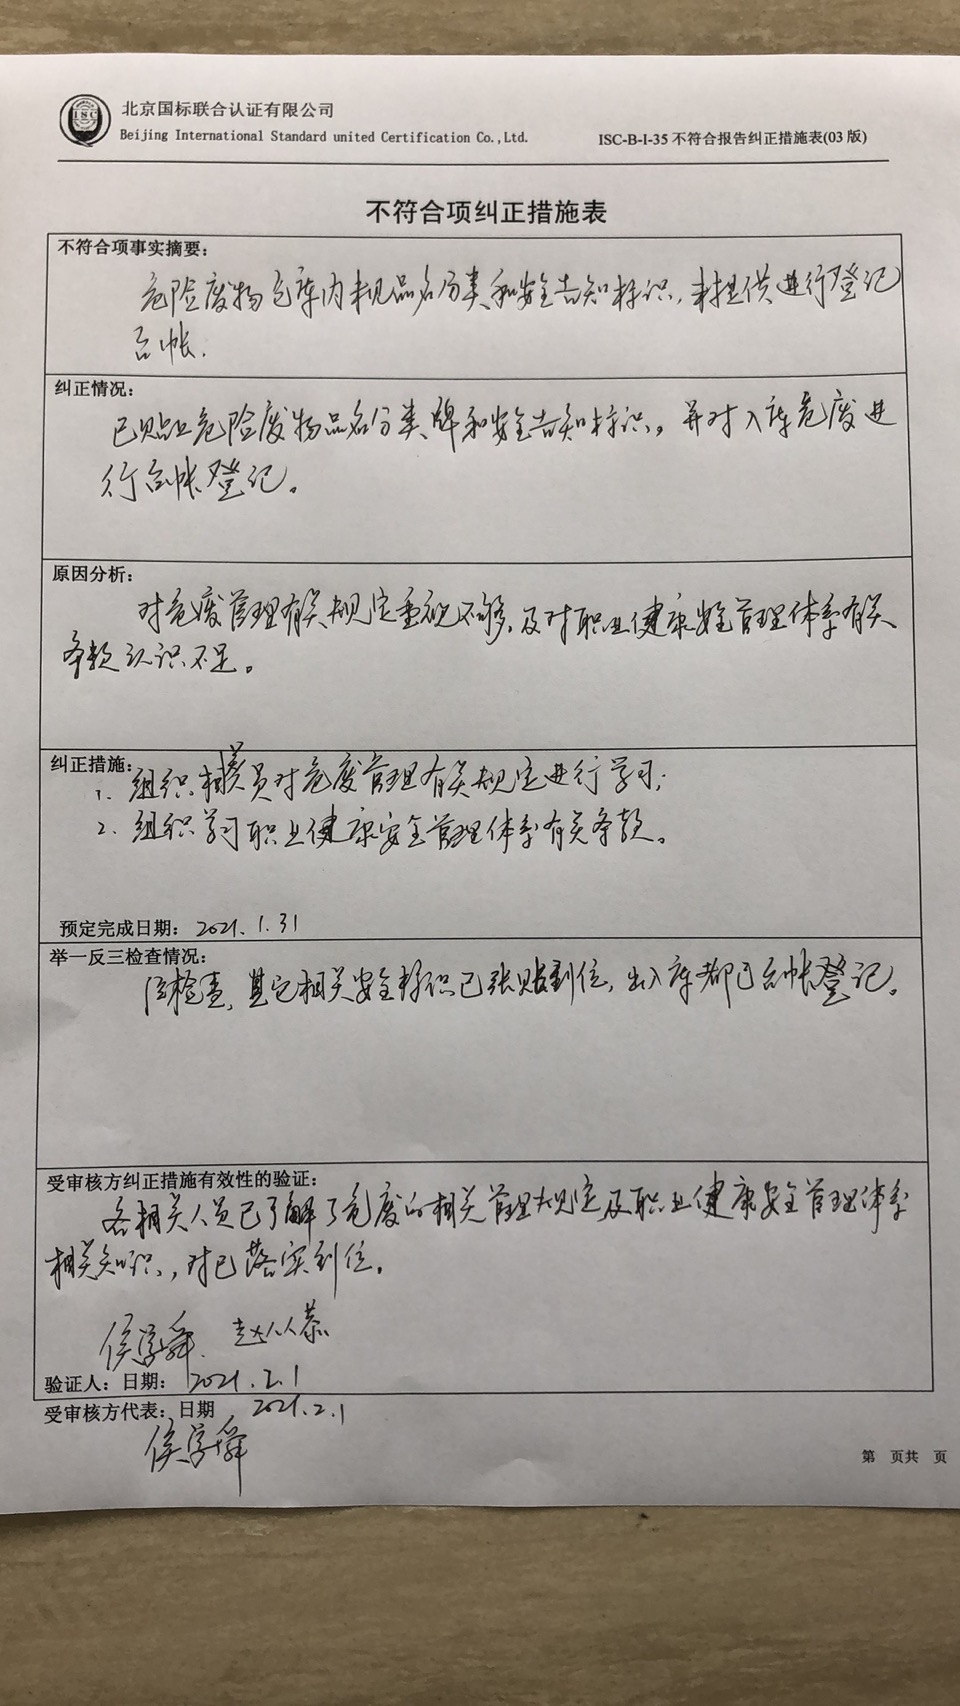 北京国标联合认证有限公司
Beijing International Standard united Certification Co.,Ltd.
ISC-B-I-35 不符合报告纠正措施表(03 版)
ISC
不符合项纠正措施表
不符合项事实摘要：
危险废物仓库内未见品名分类和安全告知标识，未提供进行登记
台帐.
纠正情况：
已贴上危险废物品名分类牌和安全告知标识。并对入库危废进
行台帐登记。
原因分析：
对危废管理有关规定重视不够，及对职业健康安全管理体系有关
条款认识不足。
纠正措施：
1. 组织相关人员对危废管理有关规定进行学习；
2. 组织学习职业健康安全管理体系有关条款。
预定完成日期： 2021.1.31
举一反三检查情况：
经检查，其它相关安全标识已张贴到位，出入库都已台帐登记。
受审核方纠正措施有效性的验证：
各相关人员已了解了危废的相关管理规定及职业健康安全管理体系
相关知识，对已落实到位。
侯学舜. 赵从恭
验证人：日期： 2021.2.1
受审核方代表：日期 2021.2.1
侯学舜
第 页共 页